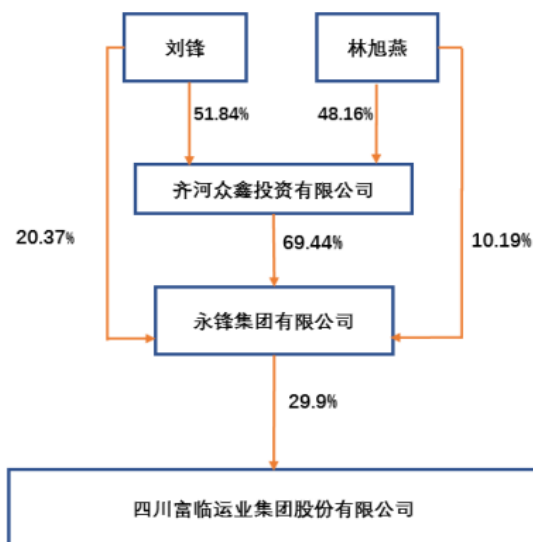 刘锋
林旭燕
51.84%
48.16%
齐河众鑫投资有限公司
20.37%
69.44%
10.19%
永锋集团有限公司
29.9%
四川富临运业集团股份有限公司